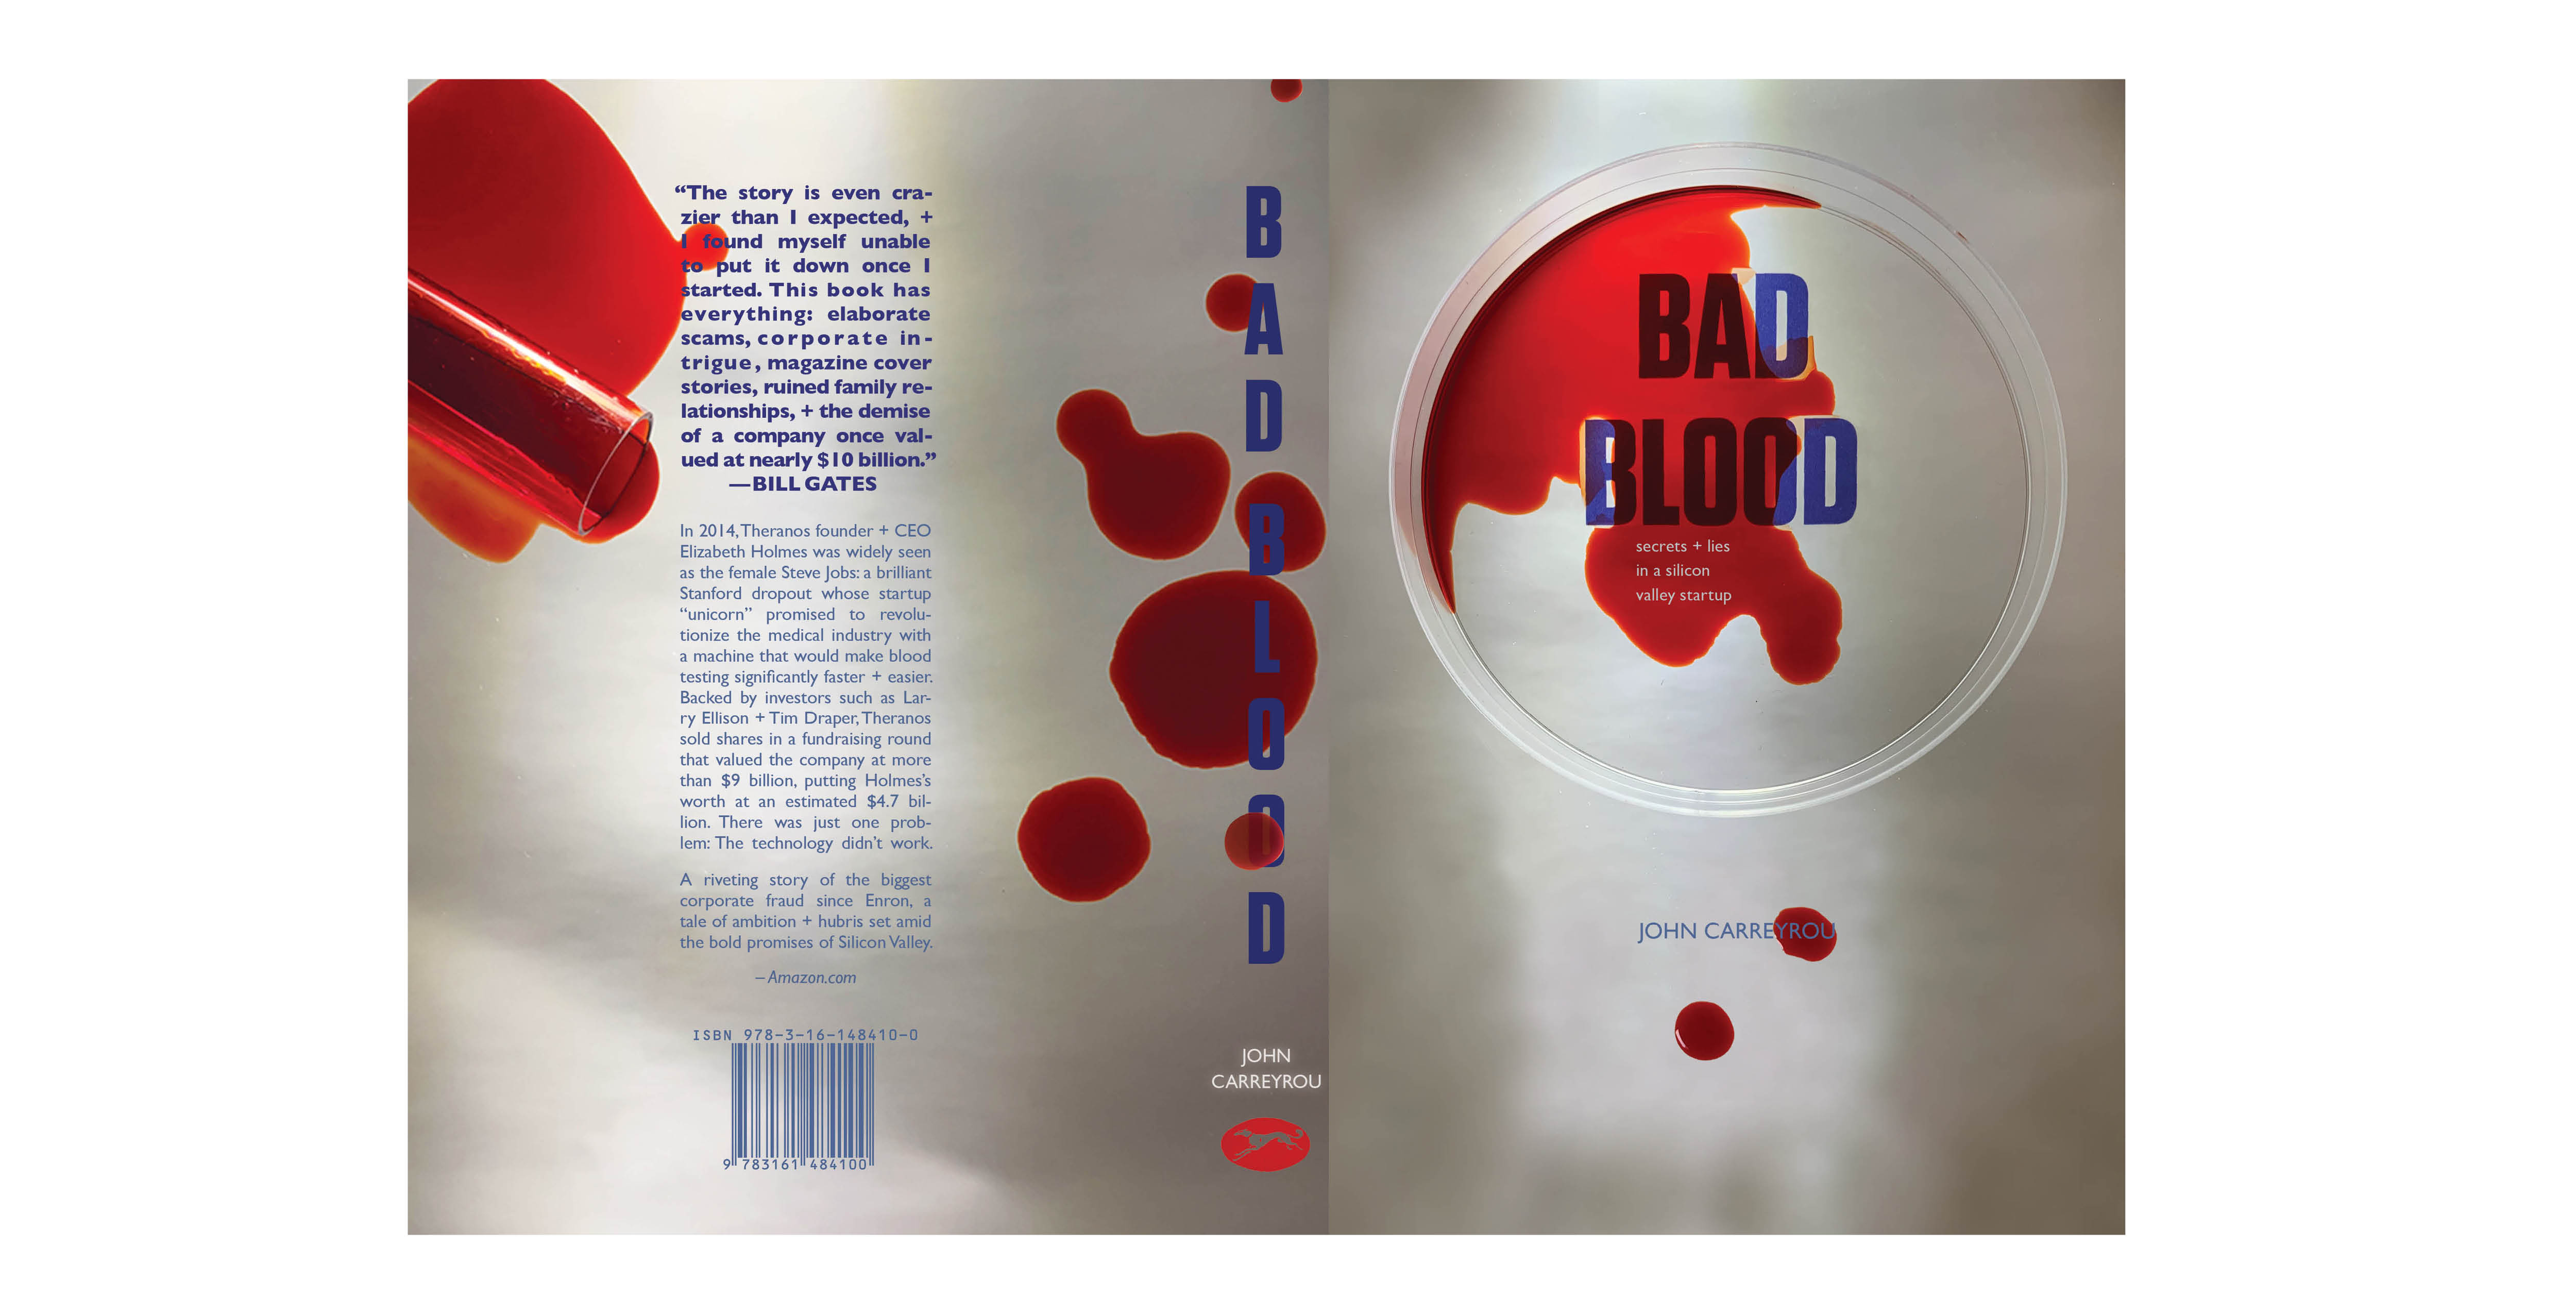 “The story is even cra-
zier than I expected, +
I found myself unable
to put it down once I
started. This book has
everything: elaborate
scams, corporate in-
trigue, magazine cover
stories, ruined family re-
lationships, + the demise
of a company once val-
ued at nearly $10 billion.”
—BILL GATES
In 2014, Theranos founder + CEO
Elizabeth Holmes was widely seen
as the female Steve Jobs: a brilliant
Stanford dropout whose startup
“unicorn” promised to revolu-
tionize the medical industry with
a machine that would make blood
testing significantly faster + easier.
Backed by investors such as Lar-
ry Ellison + Tim Draper, Theranos
sold shares in a fundraising round
that valued the company at more
than $9 billion, putting Holmes’s
worth at an estimated $4.7 bil-
lion. There was just one prob-
lem: The technology didn’t work.
A riveting story of the biggest
corporate fraud since Enron, a
tale of ambition + hubris set amid
the bold promises of Silicon Valley.
—Amazon.com
ISBN 978-3-16-148410-0
9 783161 484100
BAD BLOOD
JOHN
CARREYROU
BAD
BLOOD
secrets + lies
in a silicon
valley startup
JOHN CARREYROU